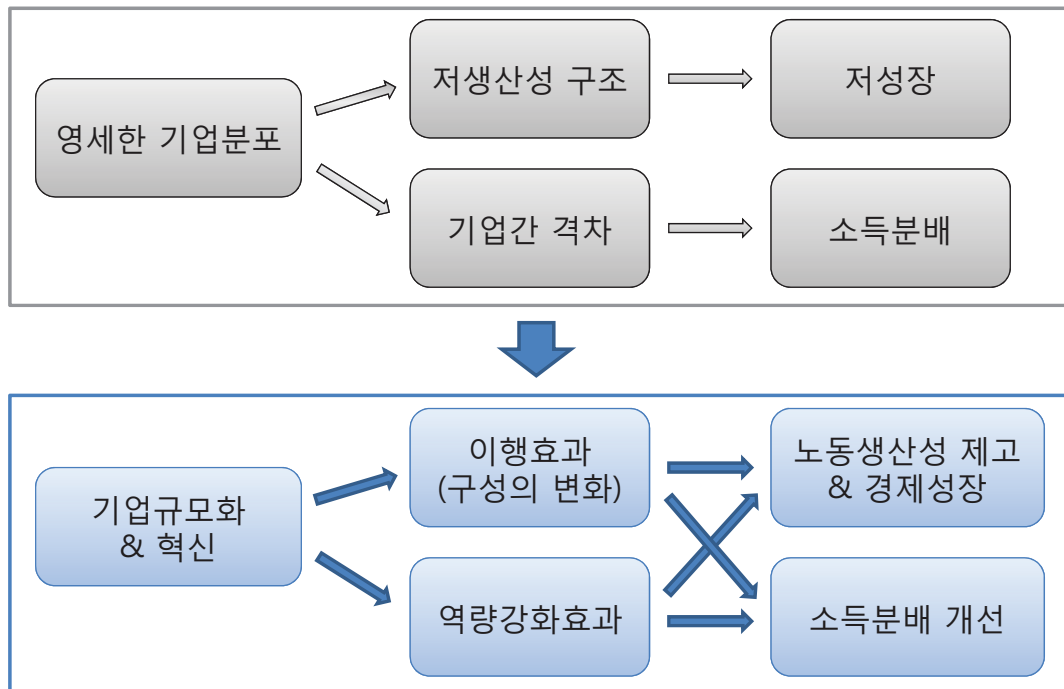 저생산성 구조
저성장
영세한 기업분포
기업간 격차
소득분배
이행효과
(구성의 변화)
노동생산성 제고
& 경제성장
기업규모화
& 혁신
역량강화효과
소득분배 개선